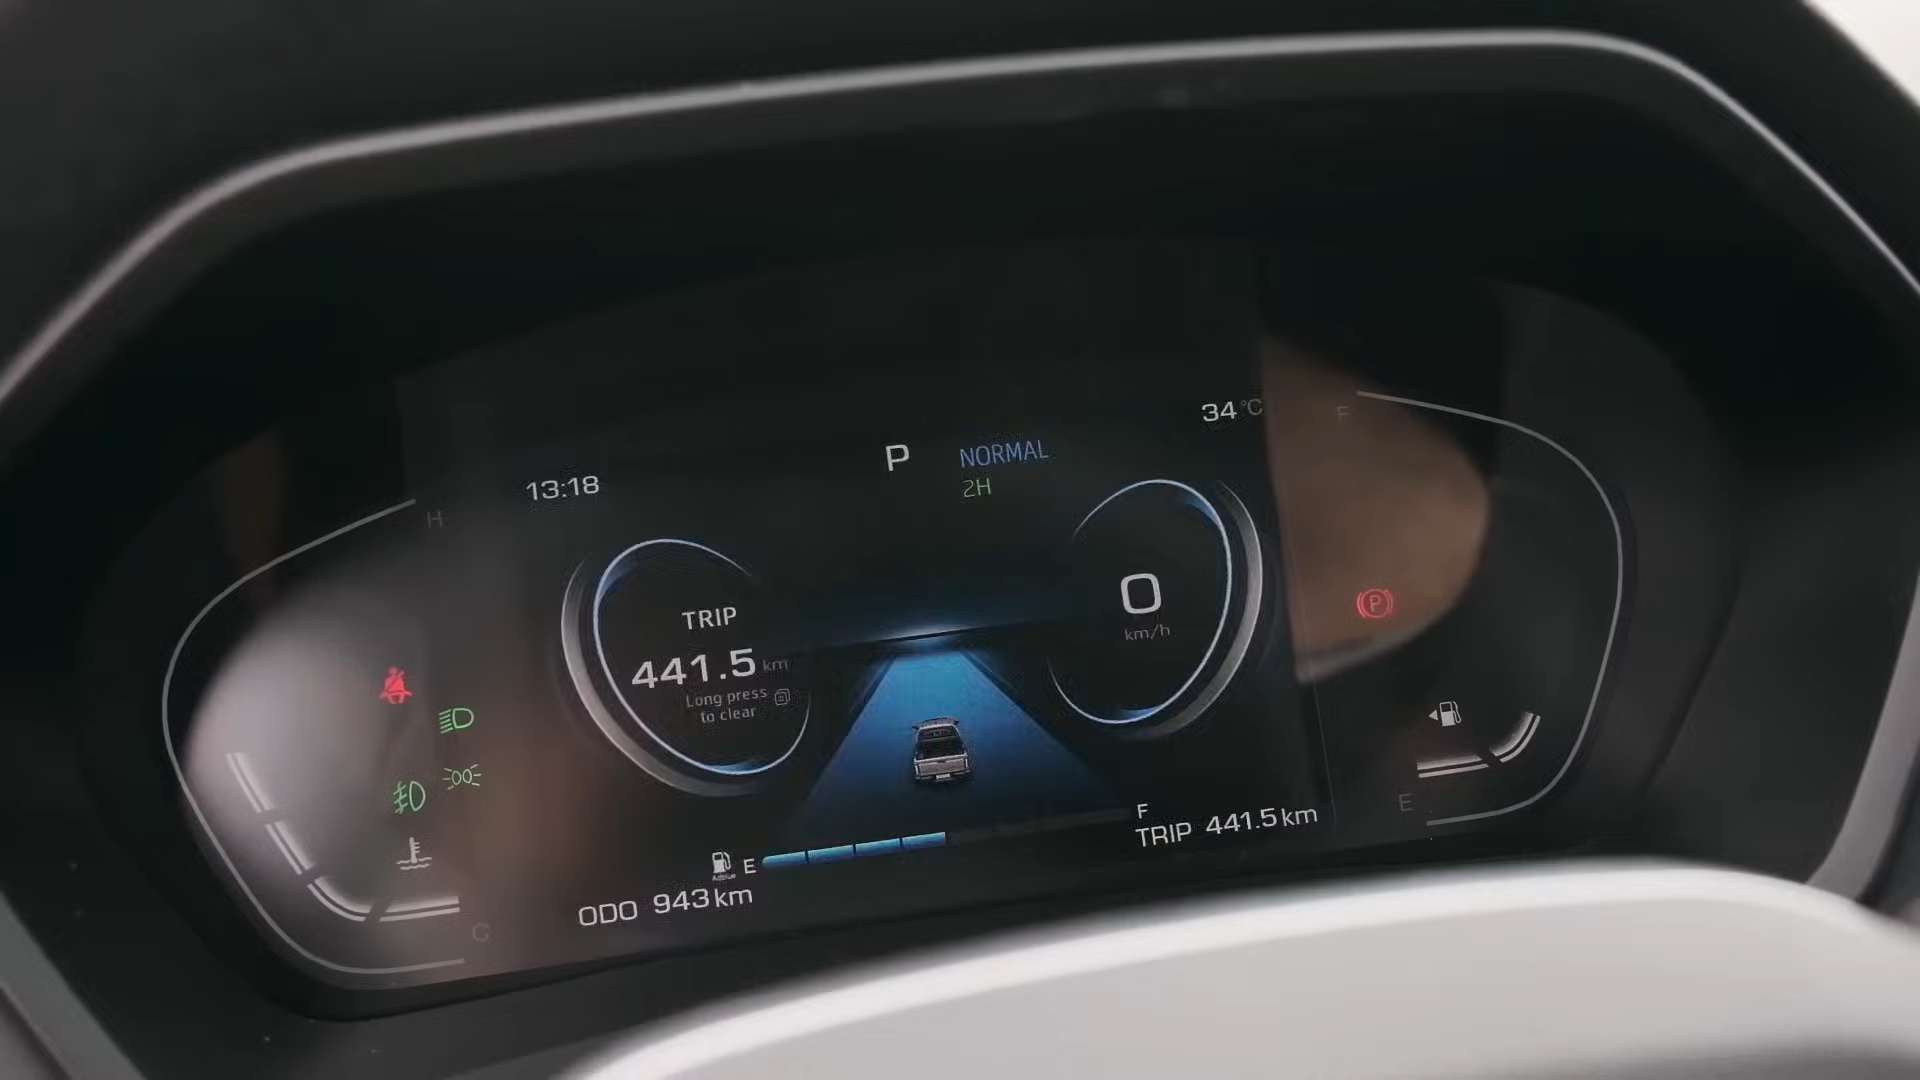 34 °C
F
P NORMAL
2H
13:18
H
TRIP
441.5 km
Long press
to clear
0
km/h
P
E
F
TRIP 441.5 km
E
Adblue
ODO 943 km
C